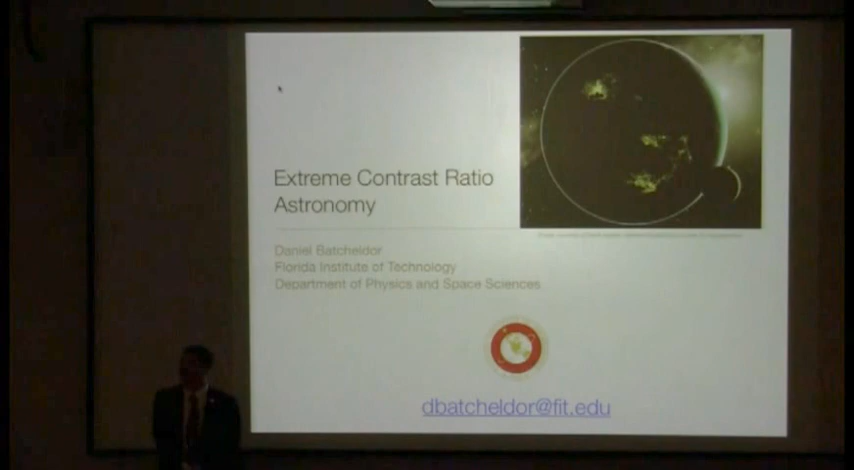 Extreme Contrast Ratio
Astronomy
Daniel Batcheldor
Florida Institute of Technology
Department of Physics and Space Sciences
dbatcheldor@fit.edu